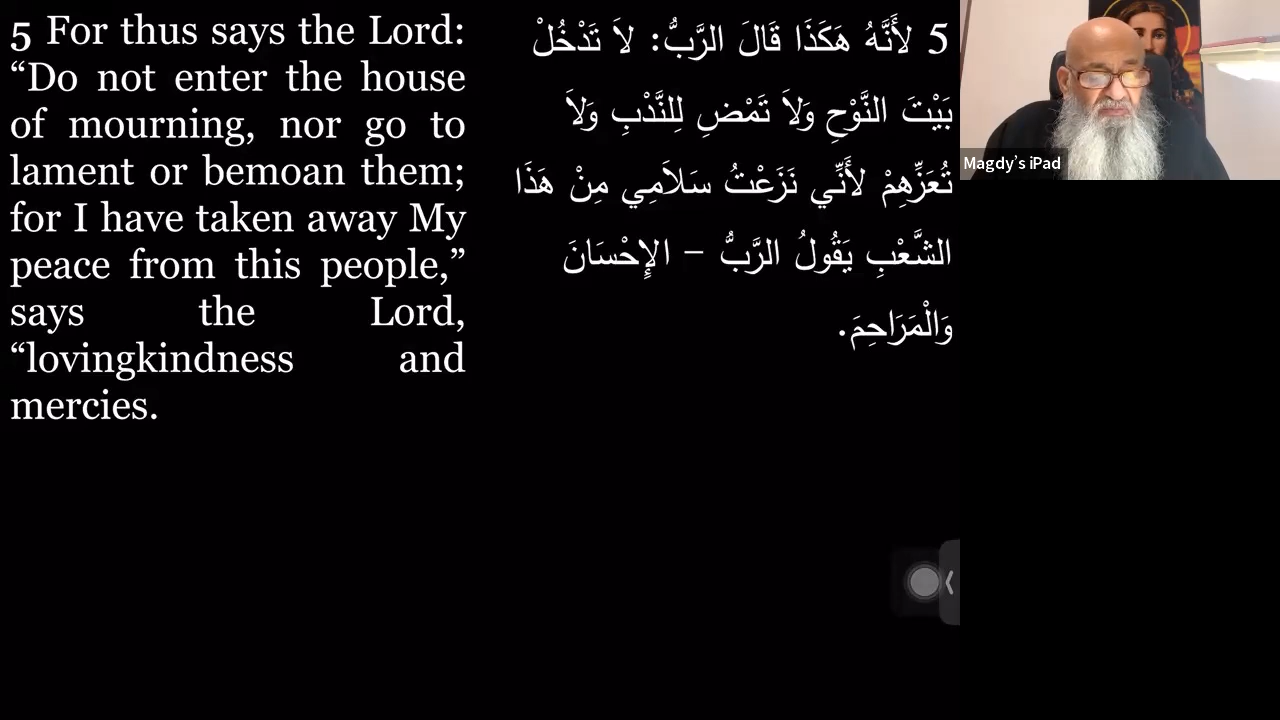 5 For thus says the Lord:
“Do not enter the house
of mourning, nor go to
lament or bemoan them;
for I have taken away My
peace from this people,”
says the Lord,
“lovingkindness and
mercies.
5 لأَنَّهُ هَكَذَا قَالَ الرَّبُّ: لاَ تَدْخُلْ
بَيْتَ النَّوْحِ وَلاَ تَمْضِ لِلنَّدْبِ وَلاَ
تُعَزِّهِمْ لأَنِّي نَزَعْتُ سَلاَمِي مِنْ هَذَا
الشَّعْبِ يَقُولُ الرَّبُّ – الإِحْسَانَ
وَالْمَرَاحِمَ.
Magdy’s iPad